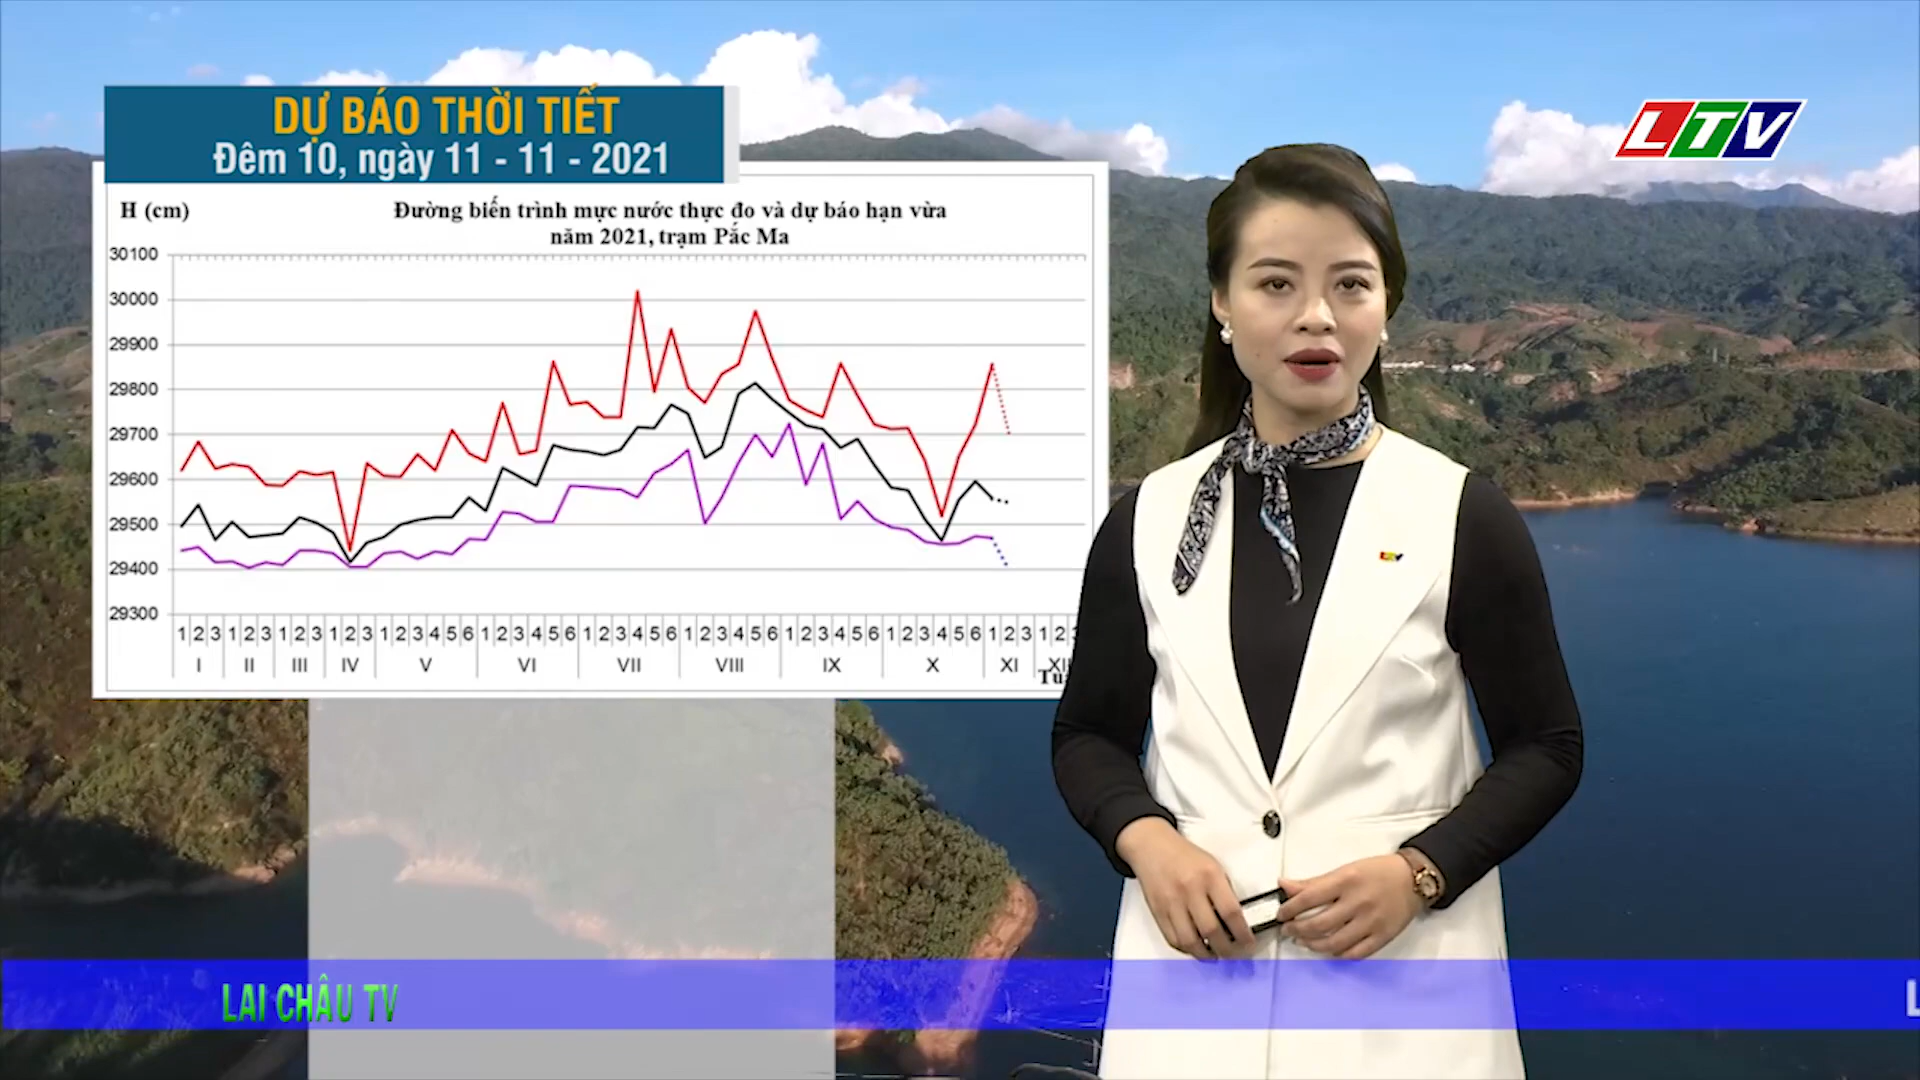 DỰ BÁO THỜI TIẾT
Đêm 10, ngày 11 - 11 - 2021
LTV
H (cm)
Đường biến trình mực nước thực đo và dự báo hạn vừa
năm 2021, trạm Pắc Ma
30100
30000
29900
29800
29700
29600
29500
29400
29300
1 2 3 1 2 3 1 2 3 1 2 3 1 2 3 4 5 6 1 2 3 4 5 6 1 2 3 4 5 6 1 2 3 4 5 6 1 2 3 4 5 6 1 2 3 4 5 6 1 2 3 1 2
I II III IV V VI VII VIII IX X XI
LTV
LAI CHÂU TV